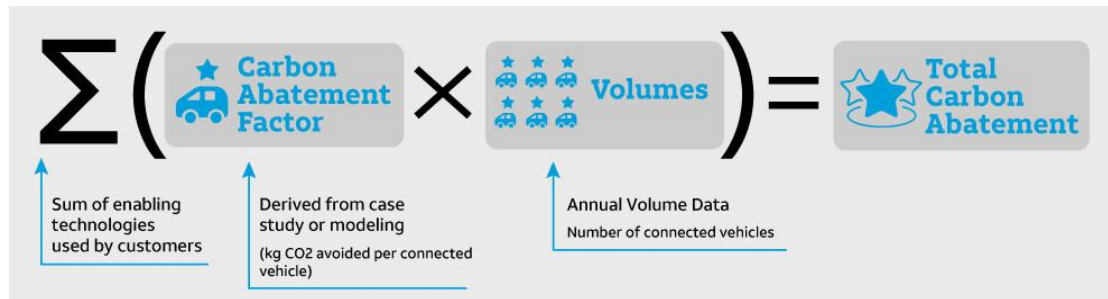 Σ ( Carbon Abatement Factor × Volumes ) = Total Carbon Abatement
Sum of enabling
technologies
used by customers
Derived from case
study or modeling
(kg CO2 avoided per connected
vehicle)
Annual Volume Data
Number of connected vehicles